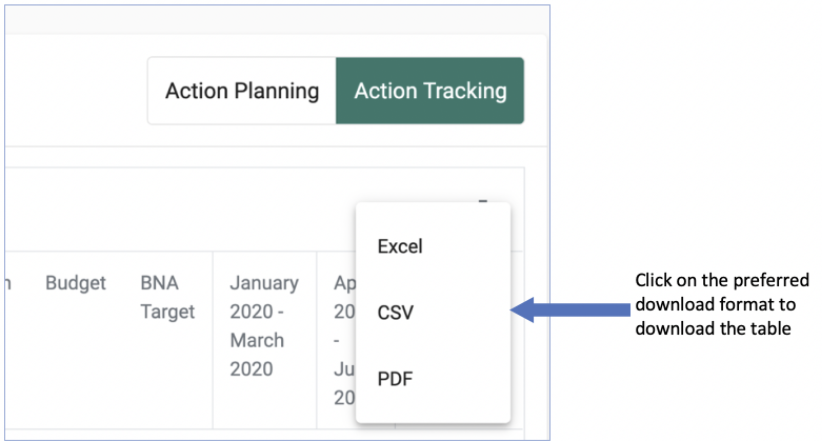 Action Planning
Action Tracking
Excel
CSV
PDF
Budget
BNA
Target
January
2020 -
March
2020
Ap
20
-
Ju
20
Click on the preferred
download format to
download the table